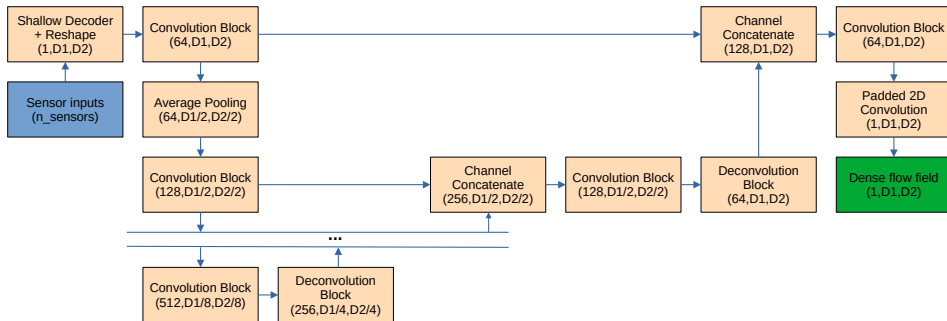 Shallow Decoder
+ Reshape
(1,D1,D2)
Convolution Block
(64,D1,D2)
Channel
Concatenate
(128,D1,D2)
Convolution Block
(64,D1,D2)
Sensor inputs
(n_sensors)
Average Pooling
(64,D1/2,D2/2)
Padded 2D
Convolution
(1,D1,D2)
Convolution Block
(128,D1/2,D2/2)
Channel
Concatenate
(256,D1/2,D2/2)
Convolution Block
(128,D1/2,D2/2)
Deconvolution
Block
(64,D1,D2)
Dense flow field
(1,D1,D2)
...
Convolution Block
(512,D1/8,D2/8)
Deconvolution
Block
(256,D1/4,D2/4)